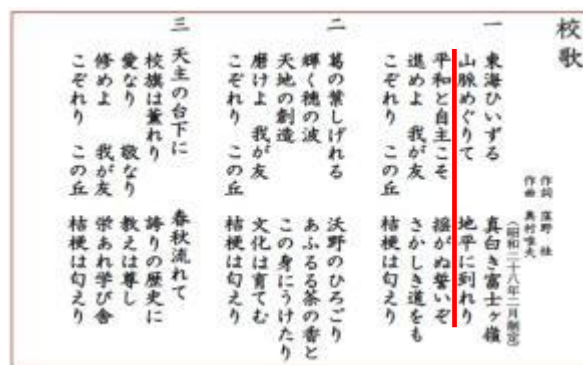 校歌
作詞 窪野 桂
作曲 奥村唯夫
(昭和二十八年二月制定)
一 東海ひいずる 真白き富士ヶ嶺
山脈めぐりて 地平に到れり
平和と自主こそ 揺がぬ誓いぞ
進めよ 我が友 さかしき道をも
こぞれり この丘 桔梗は匂えり
二 葛の葉しげれる 沃野のひろごり
輝く穂の波 あふるる茶の香と
天地の創造 この身にうけたり
磨けよ 我が友 文化は育てむ
こぞれり この丘 桔梗は匂えり
三 天主の台下に 春秋流れて
校旗は薫れり 誇りの歴史に
愛なり 敬なり 教えは尊し
修めよ 我が友 栄あれ学び舎
こぞれり この丘 桔梗は匂えり